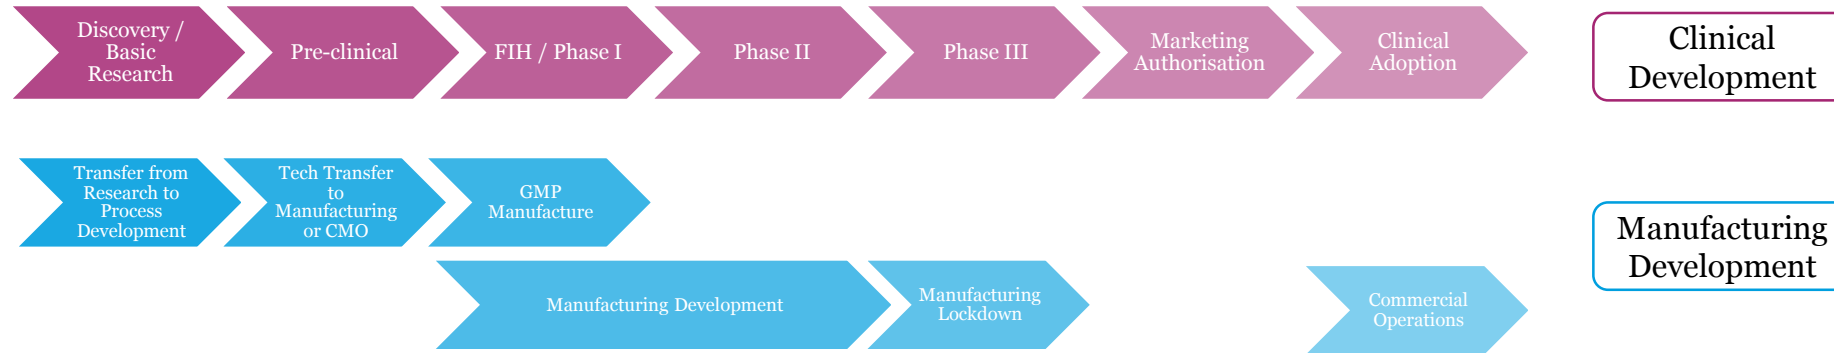 Discovery /
Basic
Research
Pre-clinical
FIH / Phase I
Phase II
Phase III
Marketing
Authorisation
Clinical
Adoption
Clinical
Development
Transfer from
Research to
Process
Development
Tech Transfer
to
Manufacturing
or CMO
GMP
Manufacture
Manufacturing
Development
Manufacturing Development
Manufacturing
Lockdown
Commercial
Operations